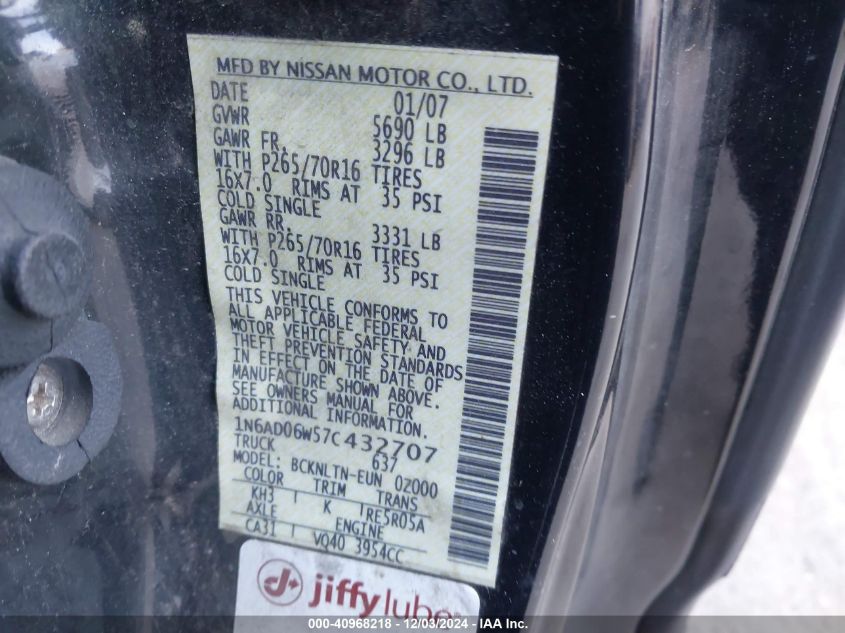 MFD BY NISSAN MOTOR CO., LTD.
DATE 01/07
GVWR 5690 LB
GAWR FR. 3296 LB
WITH P265/70R16 TIRES
16X7.0 RIMS AT 35 PSI
COLD SINGLE
GAWR RR. 3331 LB
WITH P265/70R16 TIRES
16X7.0 RIMS AT 35 PSI
COLD SINGLE
THIS VEHICLE CONFORMS TO
ALL APPLICABLE FEDERAL
MOTOR VEHICLE SAFETY AND
THEFT PREVENTION STANDARDS
IN EFFECT ON THE DATE OF
MANUFACTURE SHOWN ABOVE.
SEE OWNERS MANUAL FOR
ADDITIONAL INFORMATION.
1N6AD06W57C432707
TRUCK 637
MODEL: BCKNLTN-EUN 02000
COLOR TRIM TRANS
KH3 K RE5R05A
AXLE ENGINE
CA31 VQ40 3954CC
jiffy lube
000-40968218 - 12/03/2024 - IAA Inc.